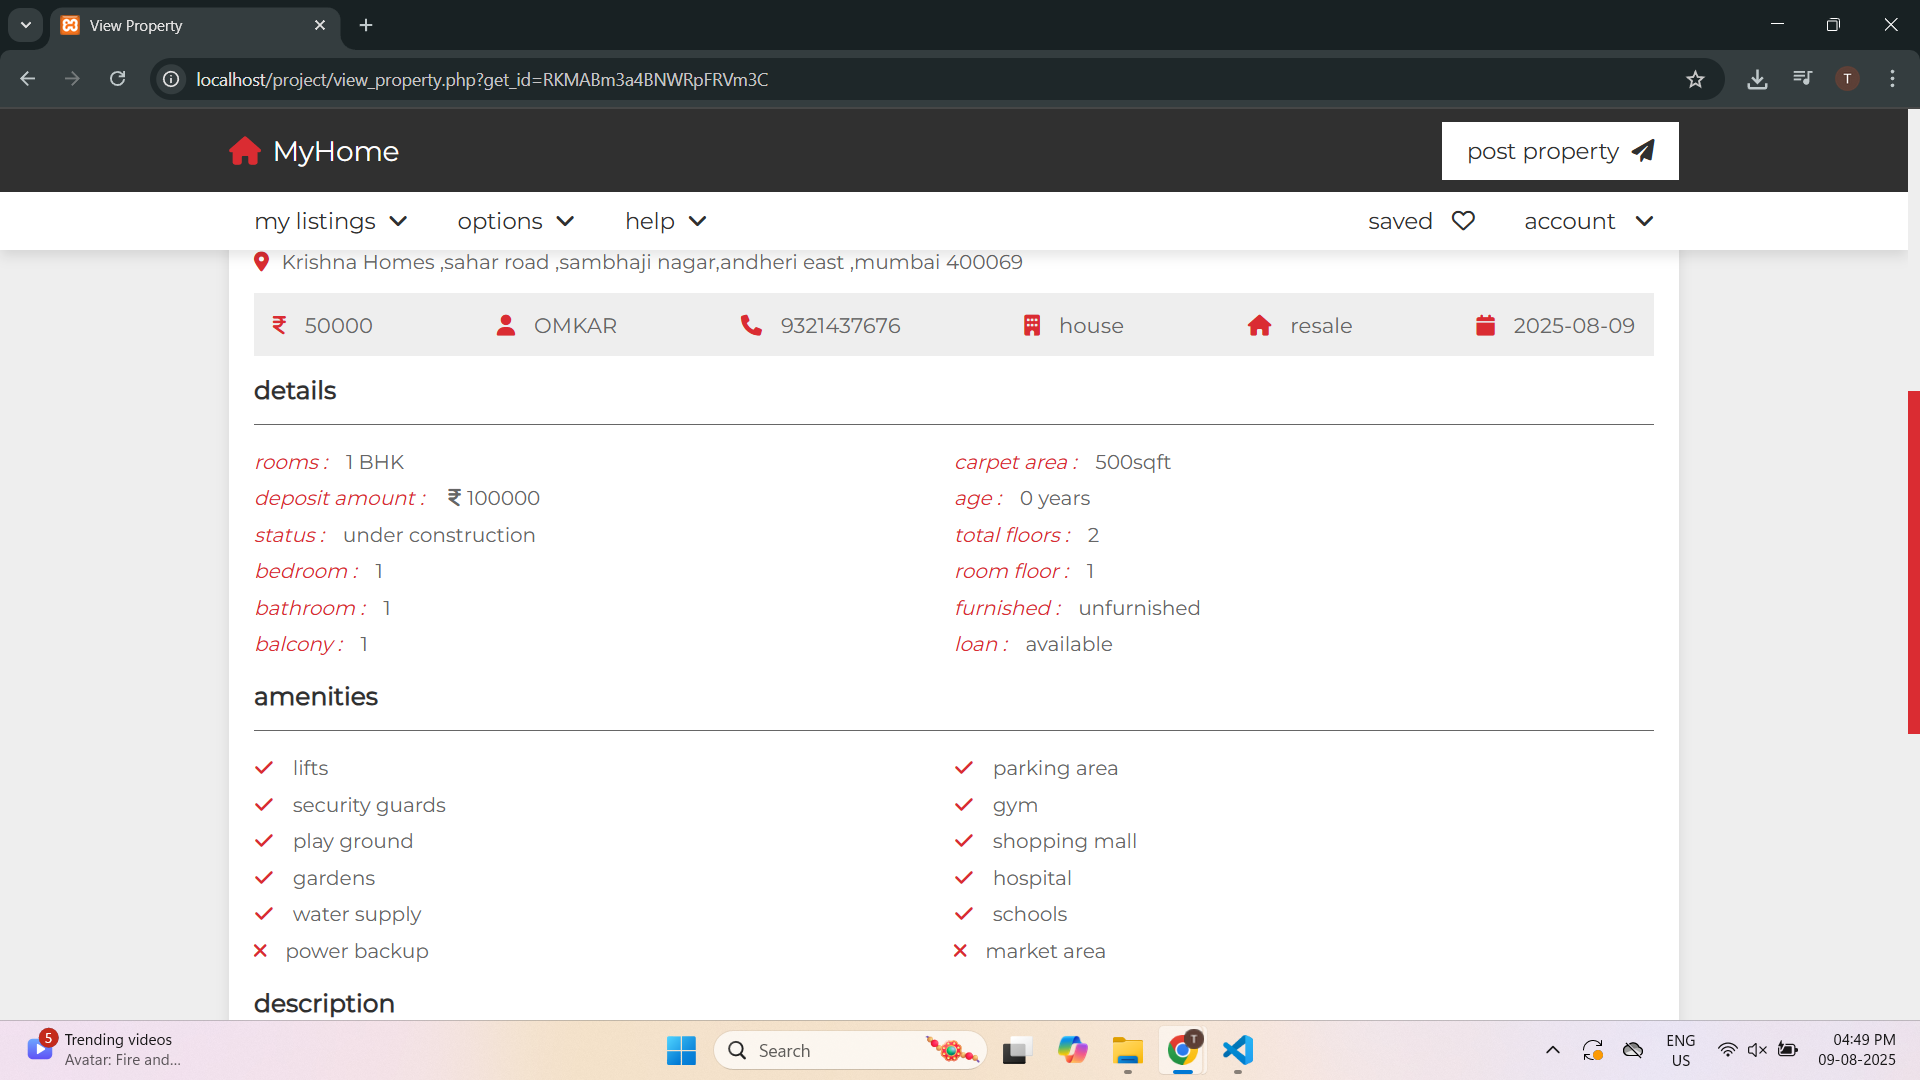 View Property
localhost/project/view_property.php?get_id=RKMABm3a4BNWRpFRVm3C
T
MyHome
post property
my listings
options
help
saved
account
Krishna Homes ,sahar road ,sambhaji nagar,andheri east ,mumbai 400069
₹ 50000
OMKAR
9321437676
house
resale
2025-08-09
details
rooms : 1 BHK
carpet area : 500sqft
deposit amount : ₹ 100000
age : 0 years
status : under construction
total floors : 2
bedroom : 1
room floor : 1
bathroom : 1
furnished : unfurnished
balcony : 1
loan : available
amenities
lifts
parking area
security guards
gym
play ground
shopping mall
gardens
hospital
water supply
schools
power backup
market area
description
5
Trending videos
Avatar: Fire and...
Search
T
ENG
US
04:49 PM
09-08-2025